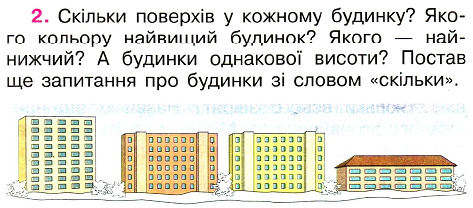 2. Скільки поверхів у кожному будинку? Яко-
го кольору найвищий будинок? Якого — най-
нижчий? А будинки однакової висоти? Постав
ще запитання про будинки зі словом «скільки».